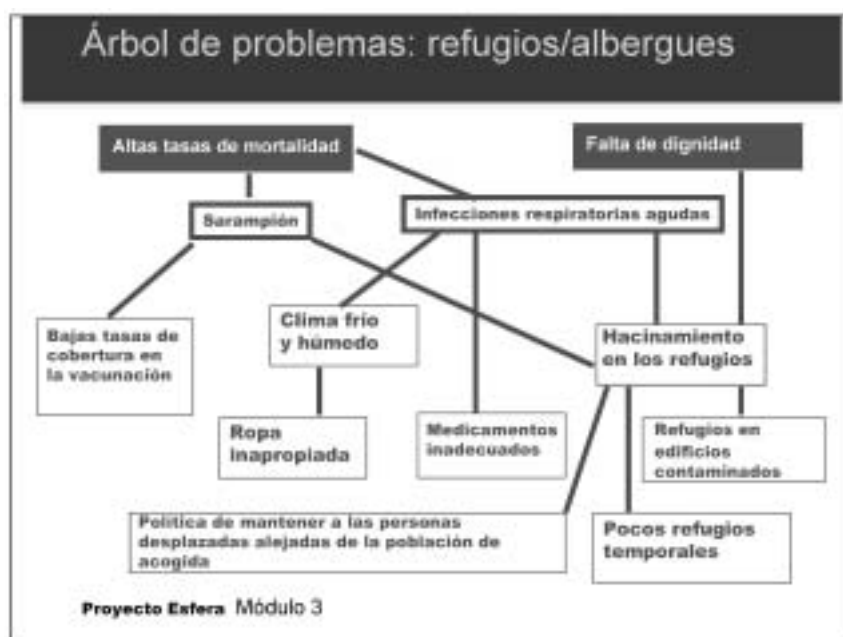 Árbol de problemas: refugios/albergues
Altas tasas de mortalidad
Falta de dignidad
Sarampión
Infecciones respiratorias agudas
Bajas tasas de
cobertura en
la vacunación
Clima frío
y húmedo
Hacinamiento
en los refugios
Ropa
inapropiada
Medicamentos
inadecuados
Refugios en
edificios
contaminados
Política de mantener a las personas
desplazadas alejadas de la población de
acogida
Pocos refugios
temporales
Proyecto Esfera Módulo 3